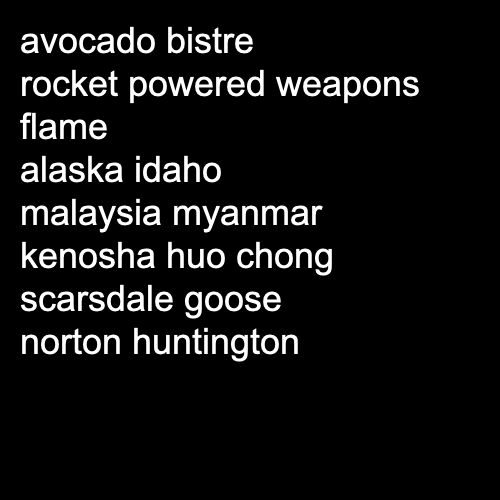 avocado bistre
rocket powered weapons
flame
alaska idaho
malaysia myanmar
kenosha huo chong
scarsdale goose
norton huntington